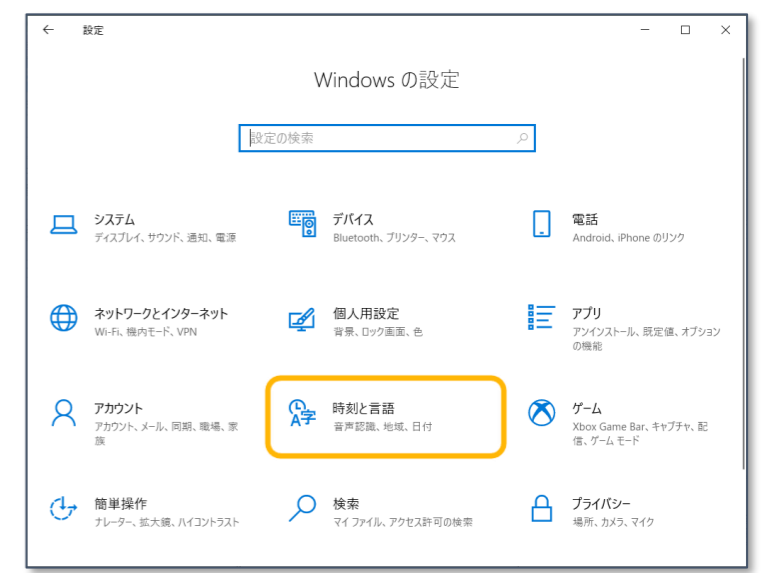 設定
Windows の設定
設定の検索
システム
ディスプレイ、サウンド、通知、電源
デバイス
Bluetooth、プリンター、マウス
電話
Android、iPhone のリンク
ネットワークとインターネット
Wi-Fi、機内モード、VPN
個人用設定
背景、ロック画面、色
アプリ
アンインストール、既定値、オプション
の機能
アカウント
アカウント、メール、同期、職場、家
族
時刻と言語
音声認識、地域、日付
ゲーム
Xbox Game Bar、キャプチャ、配
信、ゲーム モード
簡単操作
ナレーター、拡大鏡、ハイコントラスト
検索
マイ ファイル、アクセス許可の検索
プライバシー
場所、カメラ、マイク